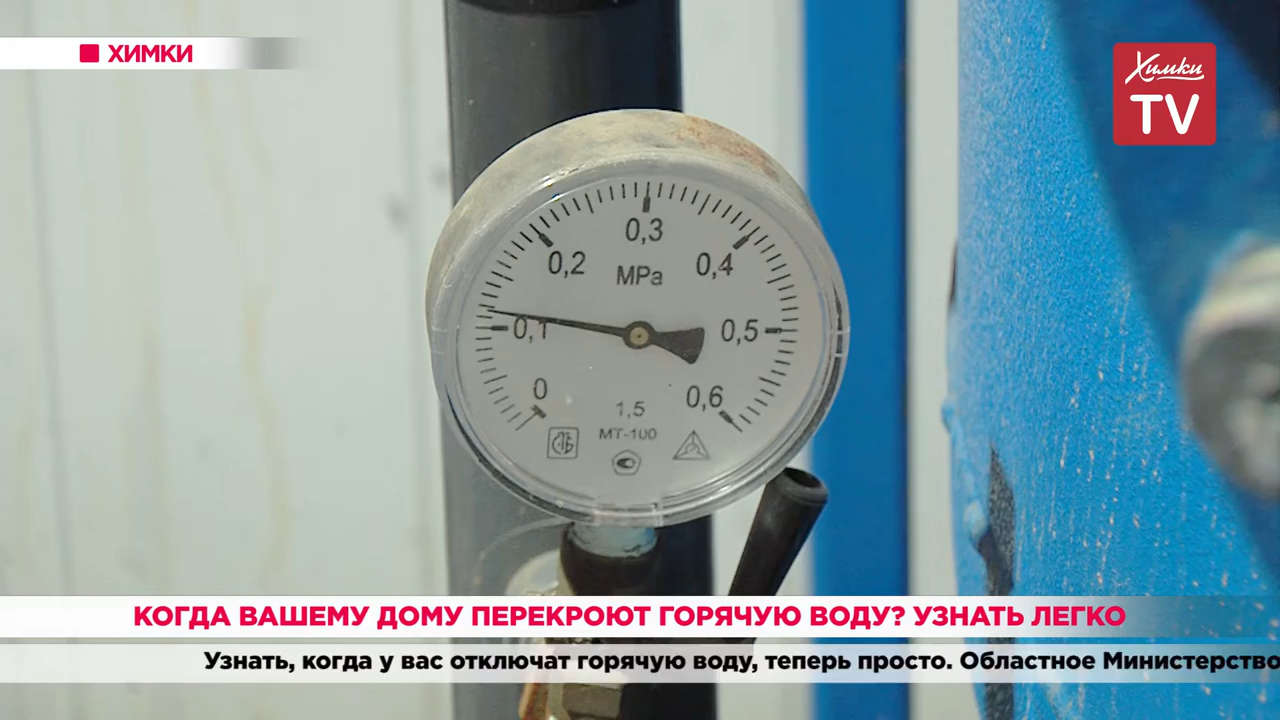 ХИМКИ
Химки
TV
0,3
0,2
MPa
0,4
0,1
0,5
0
0,6
1,5
МТ-100
КОГДА ВАШЕМУ ДОМУ ПЕРЕКРОЮТ ГОРЯЧУЮ ВОДУ? УЗНАТЬ ЛЕГКО
Узнать, когда у вас отключат горячую воду, теперь просто. Областное Министерство